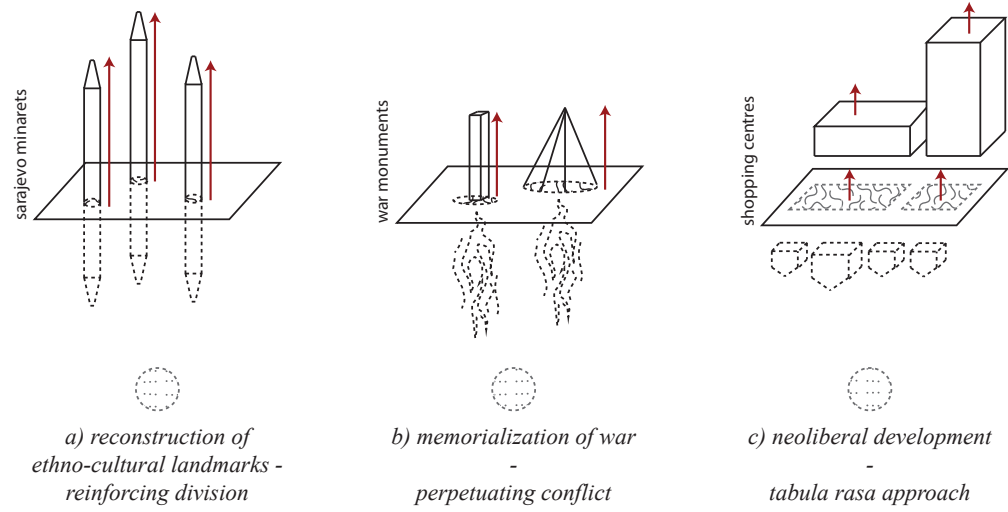 sarajevo minarets
war monuments
shopping centres
a) reconstruction of
ethno-cultural landmarks -
reinforcing division
b) memorialization of war
-
perpetuating conflict
c) neoliberal development
-
tabula rasa approach